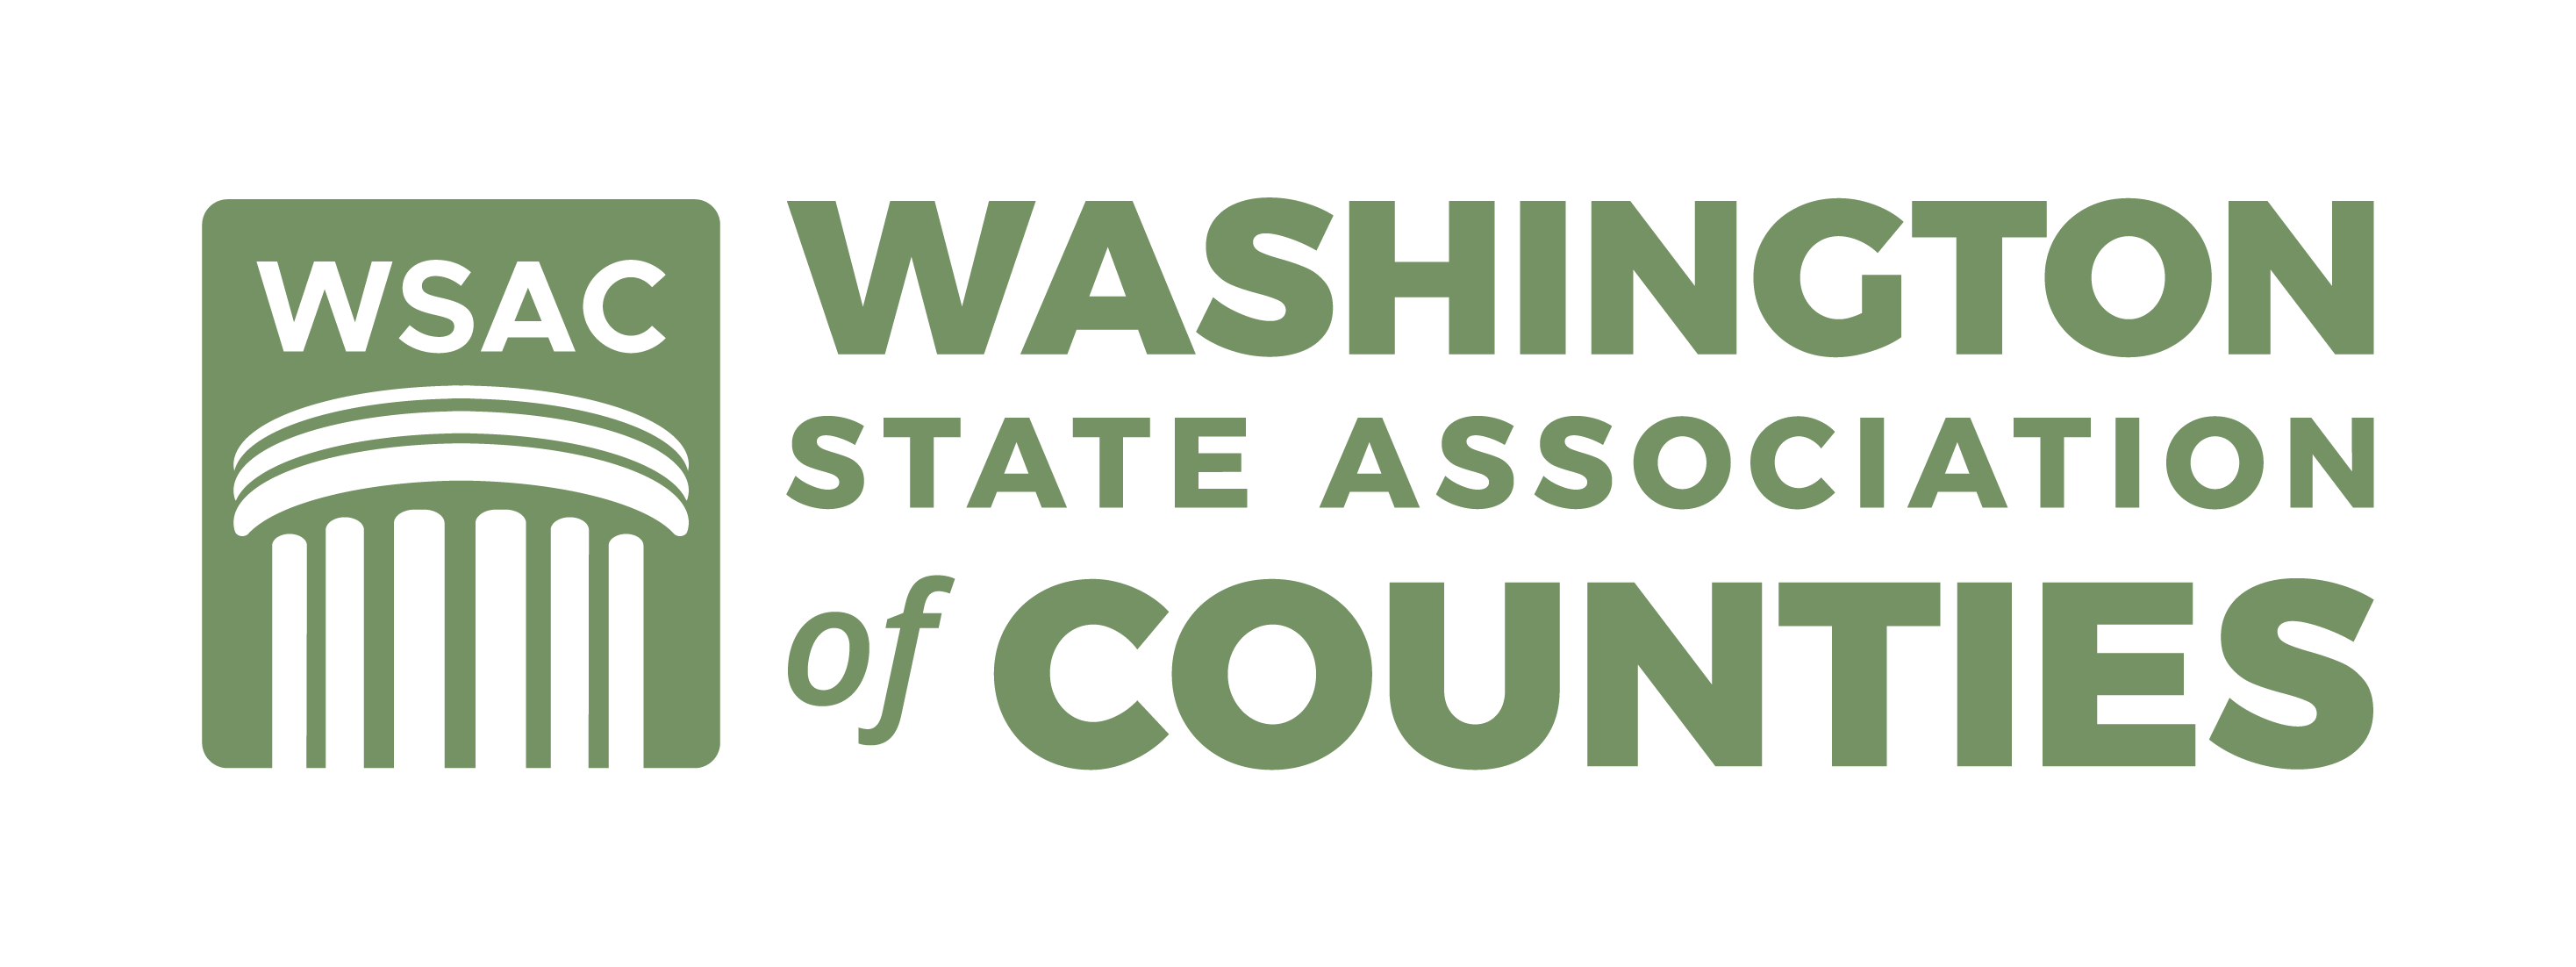 WSAC
WASHINGTON
STATE ASSOCIATION
of COUNTIES